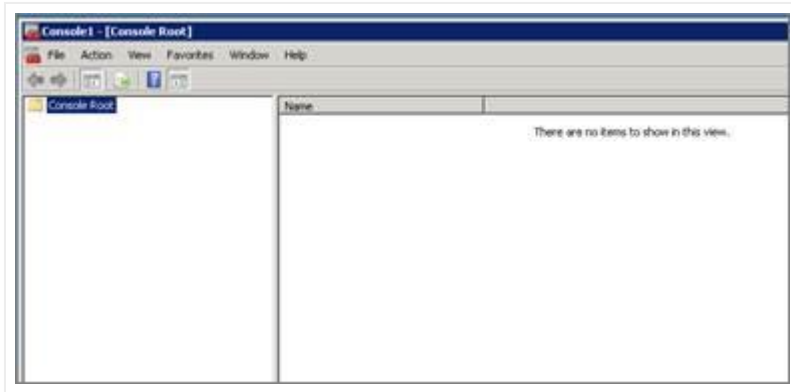 Console1 - [Console Root]
File Action View Favorites Window Help
Console Root
Name
There are no items to show in this view.